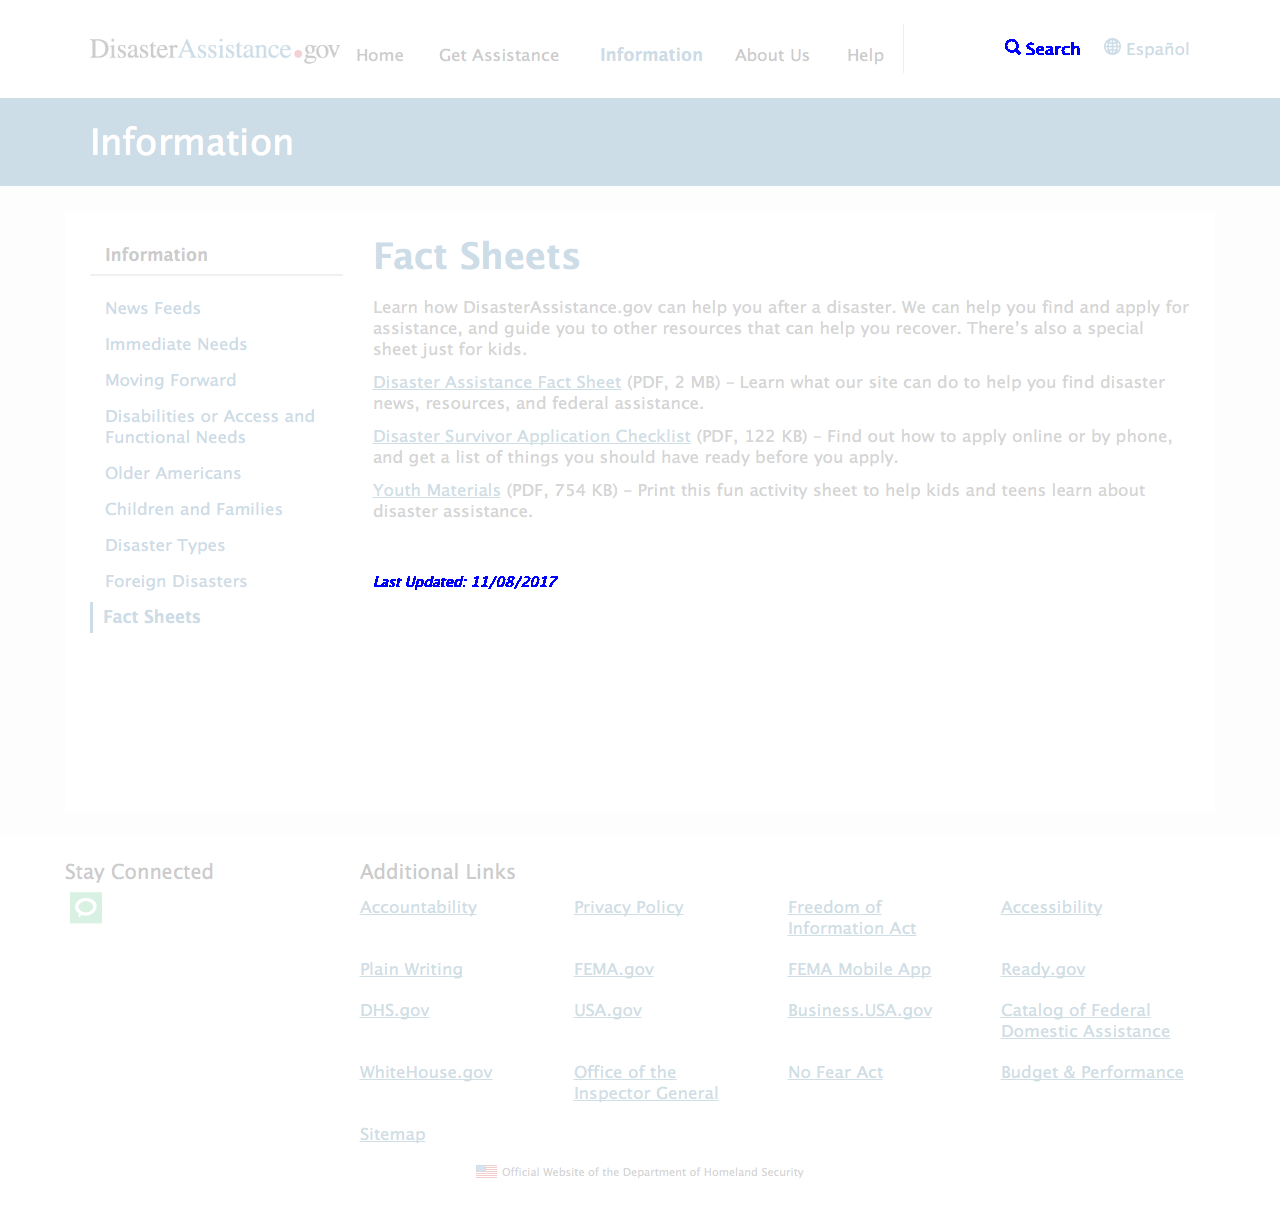 DisasterAssistance.gov Home Get Assistance Information About Us Help Search Español
Information
Information
News Feeds
Immediate Needs
Moving Forward
Disabilities or Access and
Functional Needs
Older Americans
Children and Families
Disaster Types
Foreign Disasters
Fact Sheets
Fact Sheets
Learn how DisasterAssistance.gov can help you after a disaster. We can help you find and apply for
assistance, and guide you to other resources that can help you recover. There's also a special
sheet just for kids.
Disaster Assistance Fact Sheet (PDF, 2 MB) – Learn what our site can do to help you find disaster
news, resources, and federal assistance.
Disaster Survivor Application Checklist (PDF, 122 KB) – Find out how to apply online or by phone,
and get a list of things you should have ready before you apply.
Youth Materials (PDF, 754 KB) – Print this fun activity sheet to help kids and teens learn about
disaster assistance.
Last Updated: 11/08/2017
Stay Connected
Additional Links
Accountability Privacy Policy Freedom of Accessibility
Information Act
Plain Writing FEMA.gov FEMA Mobile App Ready.gov
DHS.gov USA.gov Business.USA.gov Catalog of Federal
Domestic Assistance
WhiteHouse.gov Office of the No Fear Act Budget & Performance
Inspector General
Sitemap
Official Website of the Department of Homeland Security